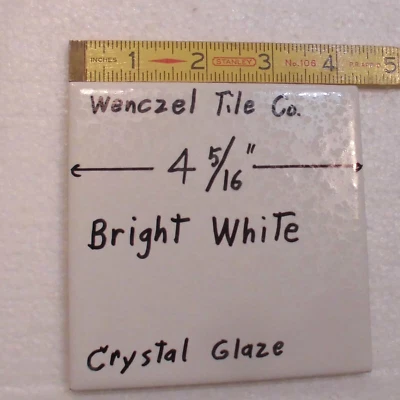 INCHES 1 2 STANLEY 3 No. 106 4 5
Wenczel Tile Co.
4 5/16"
Bright White
Crystal Glaze